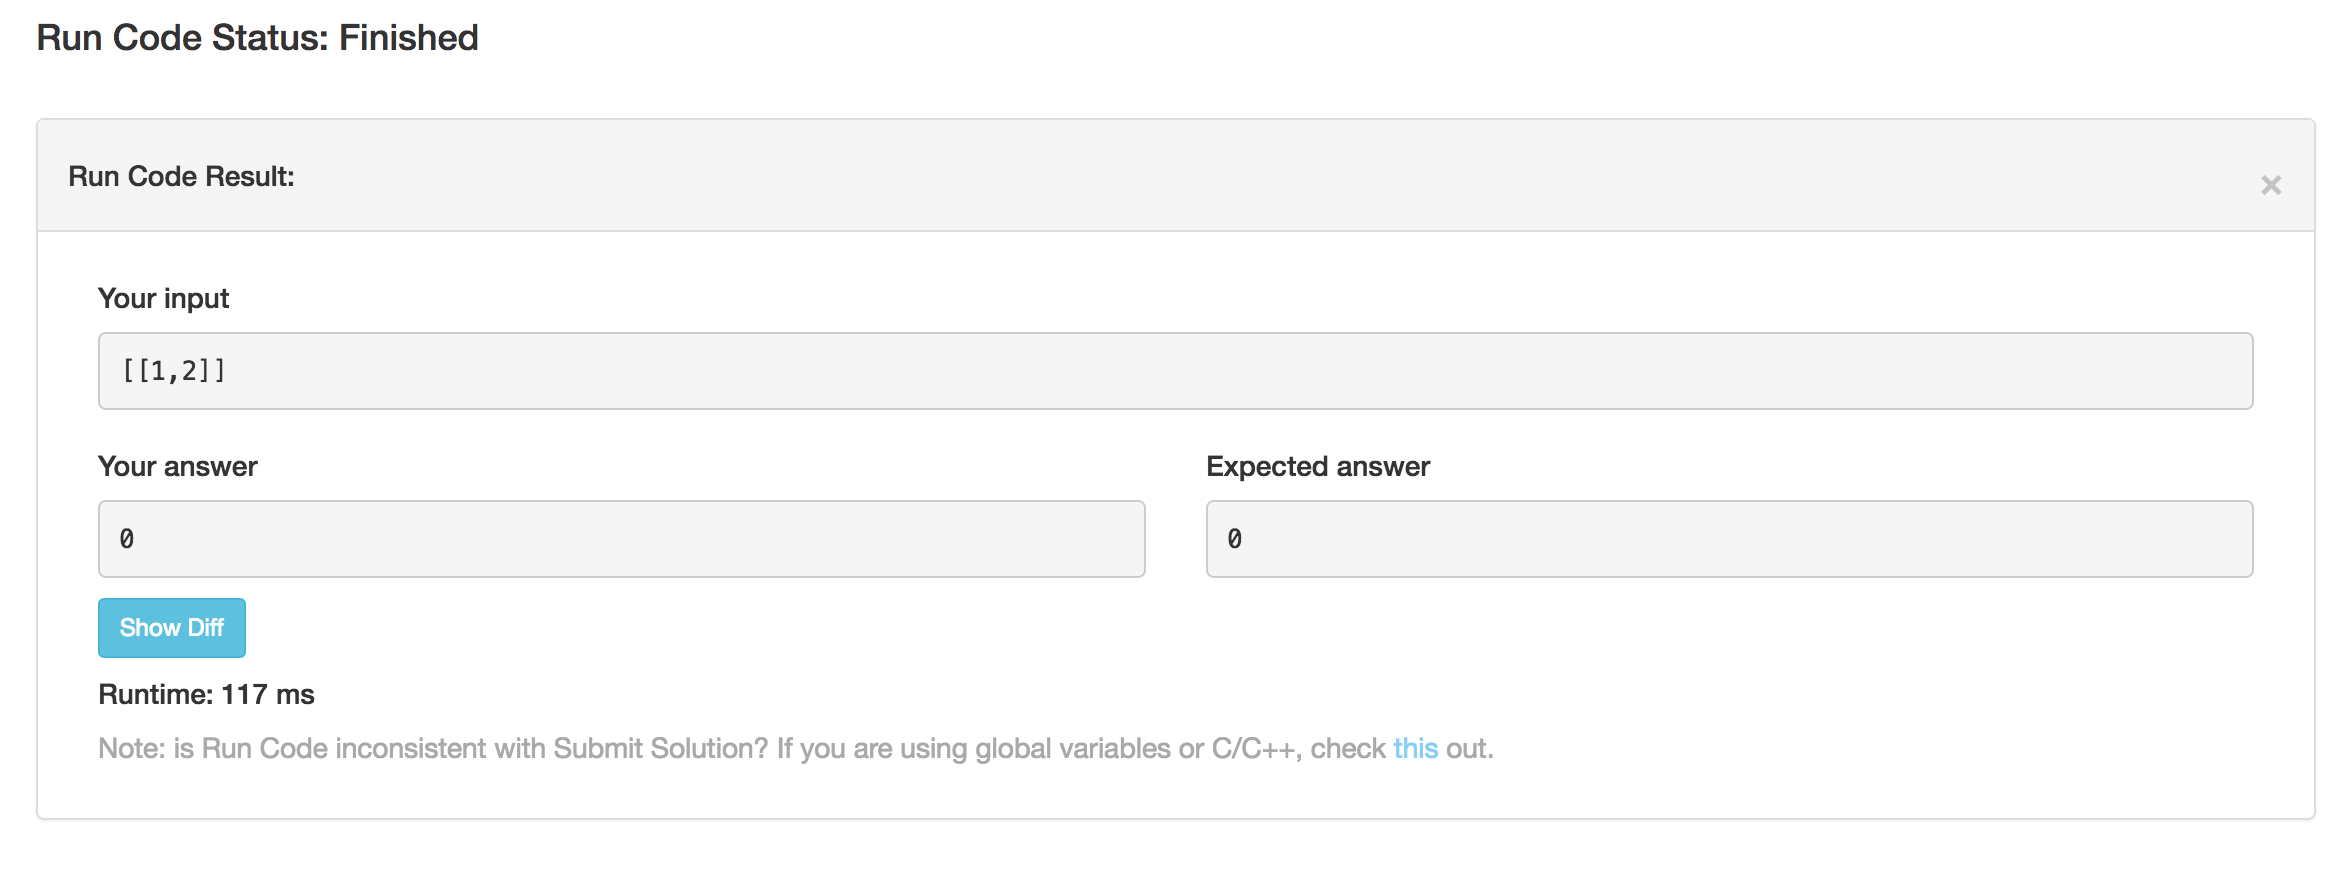 Run Code Status: Finished
Run Code Result:
×
Your input
[[1,2]]
Your answer
Expected answer
0
0
Show Diff
Runtime: 117 ms
Note: is Run Code inconsistent with Submit Solution? If you are using global variables or C/C++, check this out.